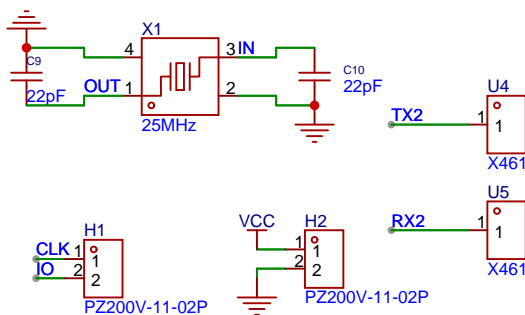 X1
4
3
IN
C9
22pF
OUT
1
2
25MHz
C10
22pF
U4
TX2
1
1
X461
U5
RX2
1
1
X461
H1
CLK
1
1
IO
2
2
PZ200V-11-02P
VCC
H2
1
1
2
2
PZ200V-11-02P